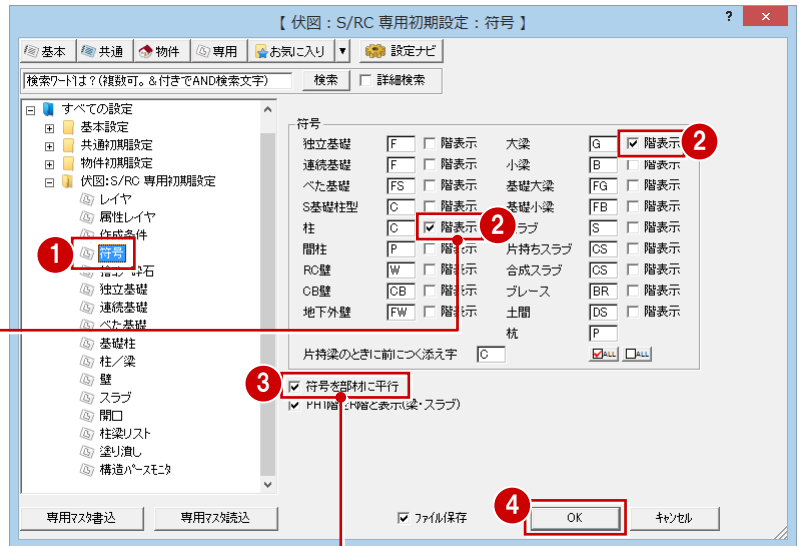 【 伏図：S/RC 専用初期設定：符号 】 ? ×
基本 共通 物件 専用 お気に入り ▼ 設定ナビ
検索ワードは？(複数可。&付きでAND検索文字) 検索 詳細検索
すべての設定
基本設定
共通初期設定
物件初期設定
伏図:S/RC 専用初期設定
レイヤ
属性レイヤ
作成条件
1 符号
独立基礎
連続基礎
べた基礎
基礎柱
柱／梁
壁
スラブ
開口
柱梁リスト
塗り潰し
構造パースモニタ
符号
独立基礎 F 階表示 大梁 G 階表示 2
連続基礎 F 階表示 小梁 B 階表示
べた基礎 FS 階表示 基礎大梁 FG 階表示
S基礎柱型 C 階表示 基礎小梁 FB 階表示
柱 C 階表示 2 ラブ S 階表示
間柱 P 階表示 片持ちスラブ CS 階表示
RC壁 W 階表示 合成スラブ CS 階表示
CB壁 CB 階表示 ブレース BR 階表示
地下外壁 FW 階表示 土間 DS 階表示
杭 P
片持梁のときに前につく添え字 C ALL ALL
3 符号を部材に平行
PH1階をR階と表示(梁・スラブ)
専用マスタ書込 専用マスタ読込 ファイル保存 4 OK キャンセル